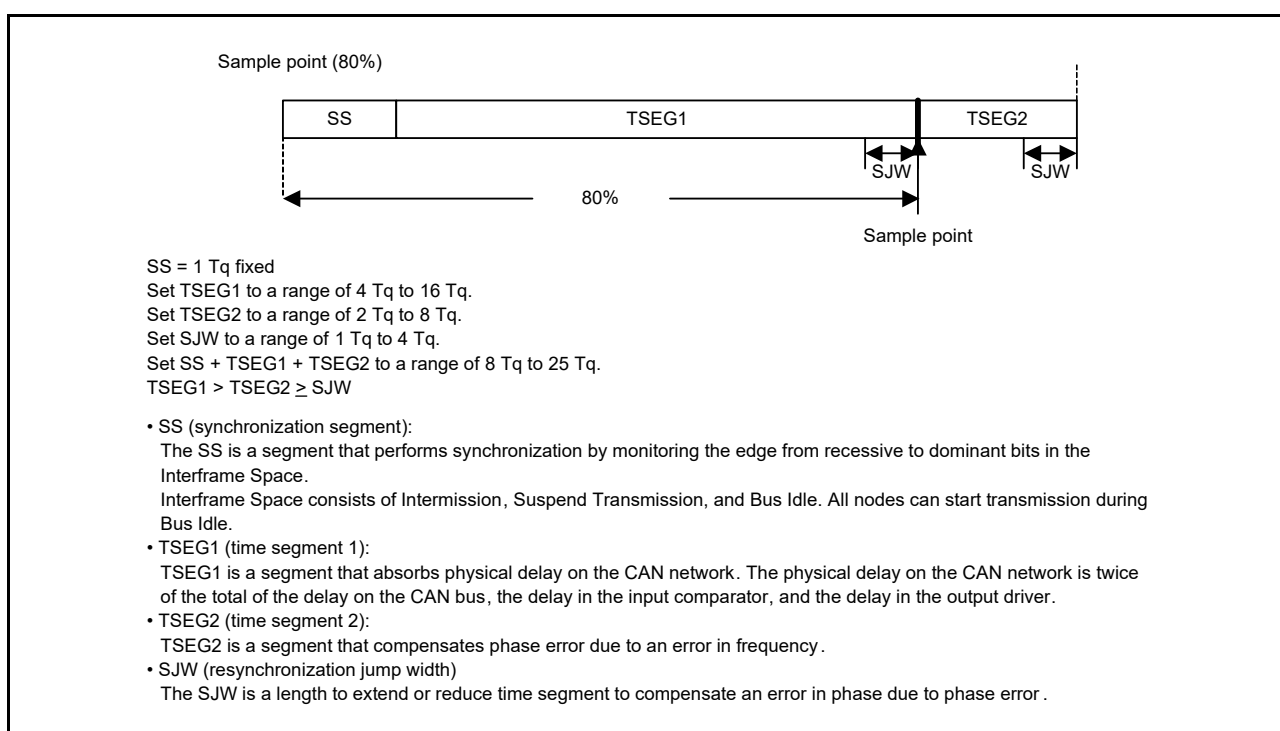 Sample point (80%)
SS TSEG1 TSEG2
SJW SJW
80%
Sample point
SS = 1 Tq fixed
Set TSEG1 to a range of 4 Tq to 16 Tq.
Set TSEG2 to a range of 2 Tq to 8 Tq.
Set SJW to a range of 1 Tq to 4 Tq.
Set SS + TSEG1 + TSEG2 to a range of 8 Tq to 25 Tq.
TSEG1 > TSEG2 ≥ SJW
• SS (synchronization segment):
The SS is a segment that performs synchronization by monitoring the edge from recessive to dominant bits in the
Interframe Space.
Interframe Space consists of Intermission, Suspend Transmission, and Bus Idle. All nodes can start transmission during
Bus Idle.
• TSEG1 (time segment 1):
TSEG1 is a segment that absorbs physical delay on the CAN network. The physical delay on the CAN network is twice
of the total of the delay on the CAN bus, the delay in the input comparator, and the delay in the output driver.
• TSEG2 (time segment 2):
TSEG2 is a segment that compensates phase error due to an error in frequency.
• SJW (resynchronization jump width)
The SJW is a length to extend or reduce time segment to compensate an error in phase due to phase error.